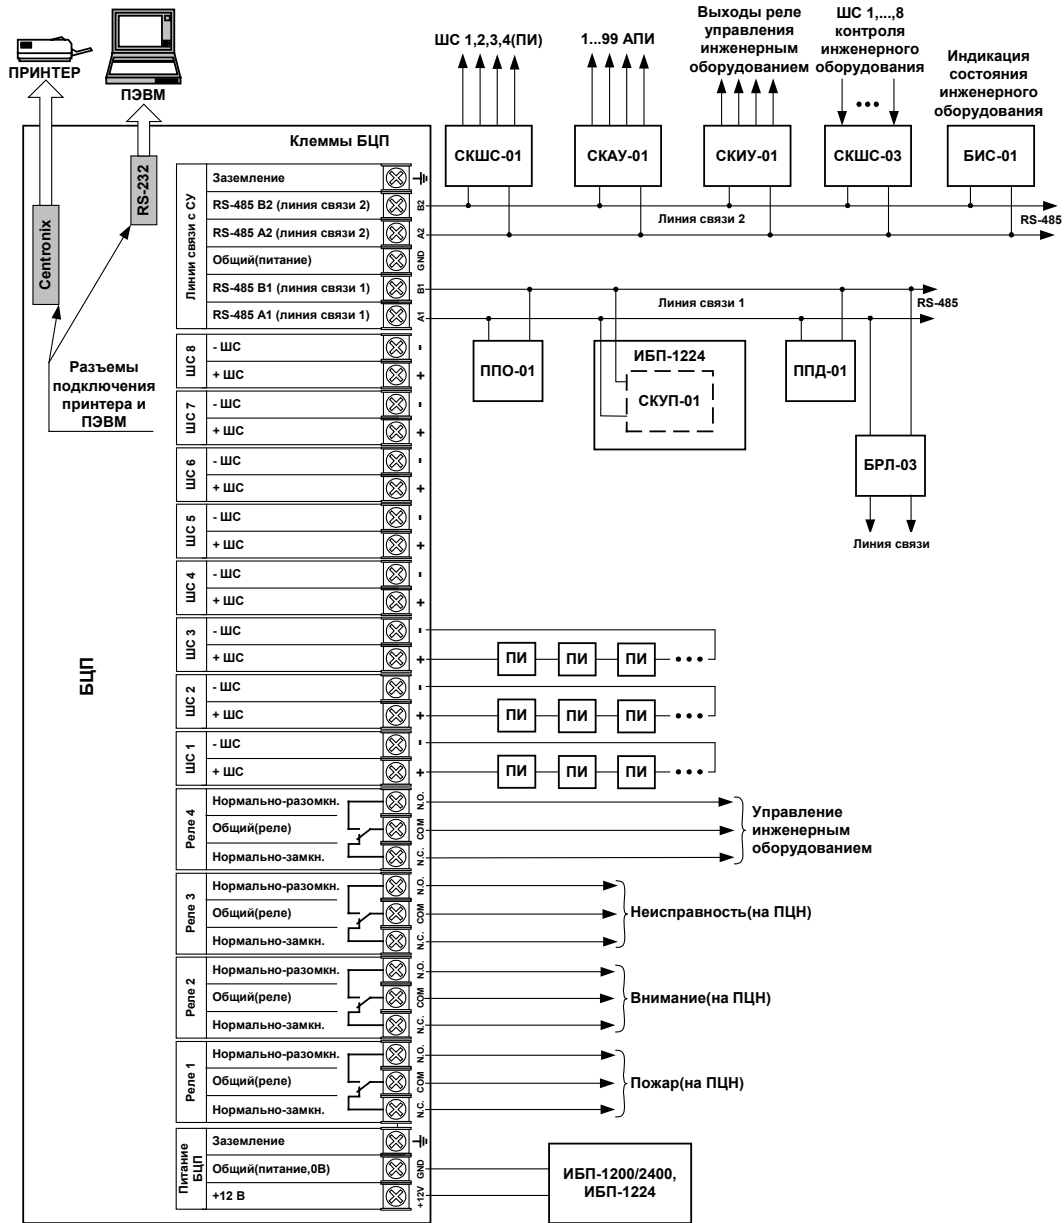 ПРИНТЕР
ПЭВМ
ШС 1,2,3,4(ПИ)
1...99 АПИ
Выходы реле
управления
инженерным
оборудованием
ШС 1,...,8
контроля
инженерного
оборудования
Индикация
состояния
инженерного
оборудования
СКШС-01
СКАУ-01
СКИУ-01
СКШС-03
БИС-01
Линия связи 2
RS-485
Линия связи 1
RS-485
ППО-01
ИБП-1224
СКУП-01
ППД-01
БРЛ-03
Линия связи
Centronix
RS-232
Разъемы
подключения
принтера и
ПЭВМ
БЦП
Клеммы БЦП
Линии связи с СУ
Заземление
RS-485 B2 (линия связи 2)
B2
RS-485 A2 (линия связи 2)
A2
Общий(питание)
GND
RS-485 B1 (линия связи 1)
B1
RS-485 A1 (линия связи 1)
A1
ШС 8
- ШС
-
+ ШС
+
ШС 7
- ШС
-
+ ШС
+
ШС 6
- ШС
-
+ ШС
+
ШС 5
- ШС
-
+ ШС
+
ШС 4
- ШС
-
+ ШС
+
ШС 3
- ШС
-
+ ШС
+
ПИ ПИ ПИ
ШС 2
- ШС
-
+ ШС
+
ПИ ПИ ПИ
ШС 1
- ШС
-
+ ШС
+
ПИ ПИ ПИ
Реле 4
Нормально-разомкн.
N.O.
Общий(реле)
COM
Нормально-замкн.
N.C.
Управление
инженерным
оборудованием
Реле 3
Нормально-разомкн.
N.O.
Общий(реле)
COM
Нормально-замкн.
N.C.
Неисправность(на ПЦН)
Реле 2
Нормально-разомкн.
N.O.
Общий(реле)
COM
Нормально-замкн.
N.C.
Внимание(на ПЦН)
Реле 1
Нормально-разомкн.
N.O.
Общий(реле)
COM
Нормально-замкн.
N.C.
Пожар(на ПЦН)
Питание
БЦП
Заземление
Общий(питание,0В)
GND
+12 В
+12V
ИБП-1200/2400,
ИБП-1224